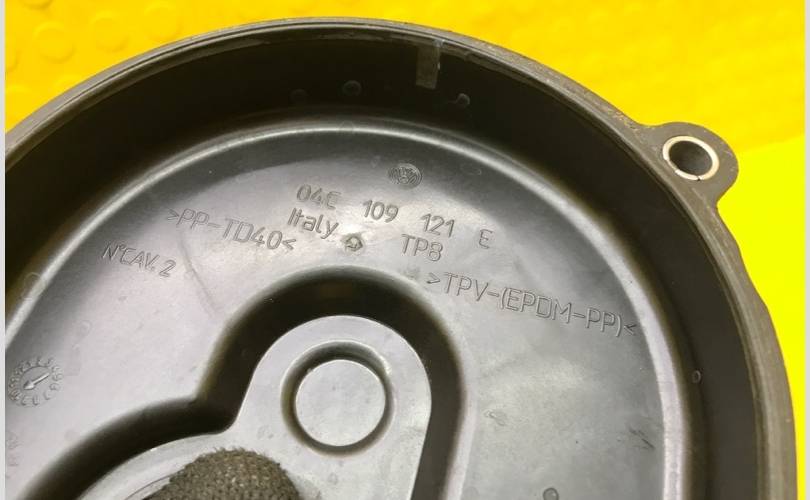 04C 109 121 E
Italy TP8
>PP-TD40<
>TPV-(EPDM-PP)<
N°CAV. 2